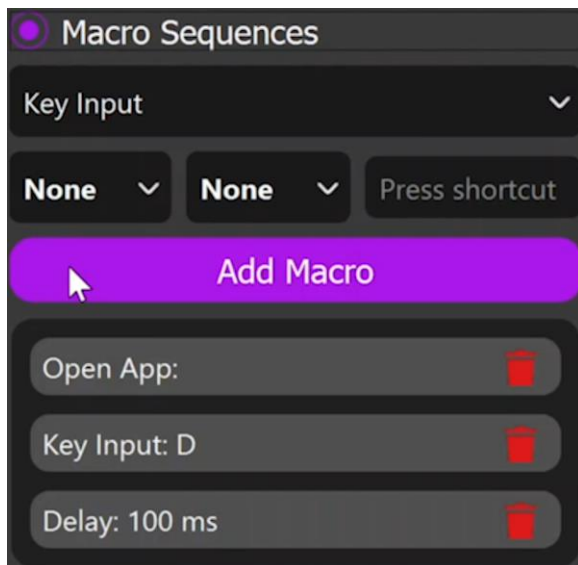 Macro Sequences
Key Input
None None Press shortcut
Add Macro
Open App:
Key Input: D
Delay: 100 ms